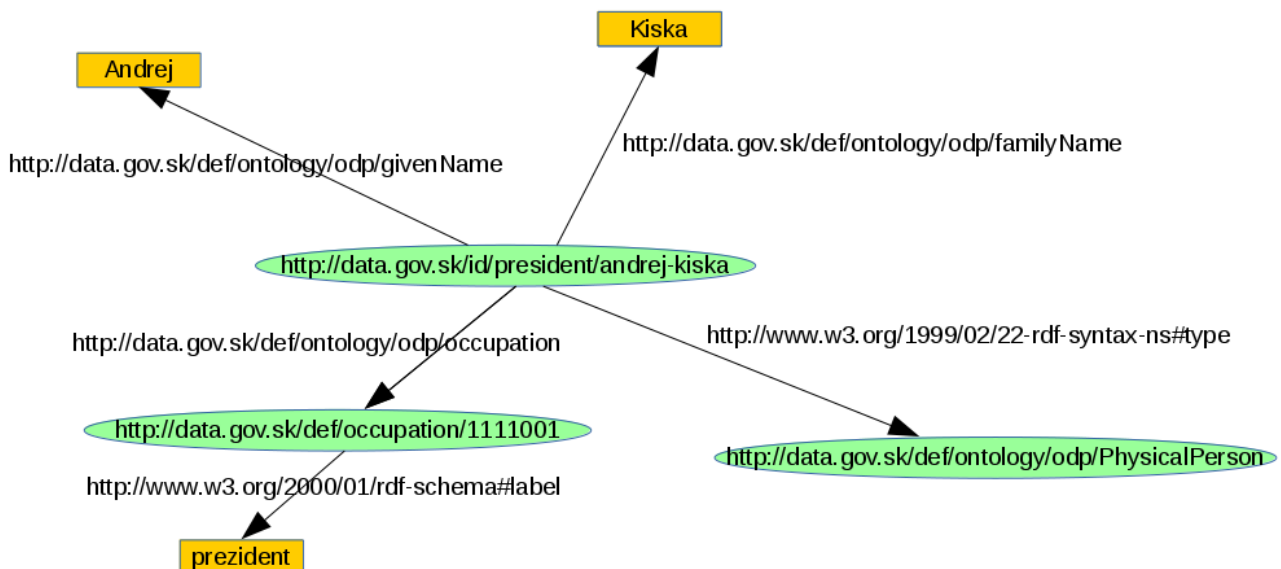 Kiska
Andrej
http://data.gov.sk/def/ontology/odp/familyName
http://data.gov.sk/def/ontology/odp/givenName
http://data.gov.sk/id/president/andrej-kiska
http://www.w3.org/1999/02/22-rdf-syntax-ns#type
http://data.gov.sk/def/ontology/odp/occupation
http://data.gov.sk/def/occupation/1111001
http://data.gov.sk/def/ontology/odp/PhysicalPerson
http://www.w3.org/2000/01/rdf-schema#label
prezident